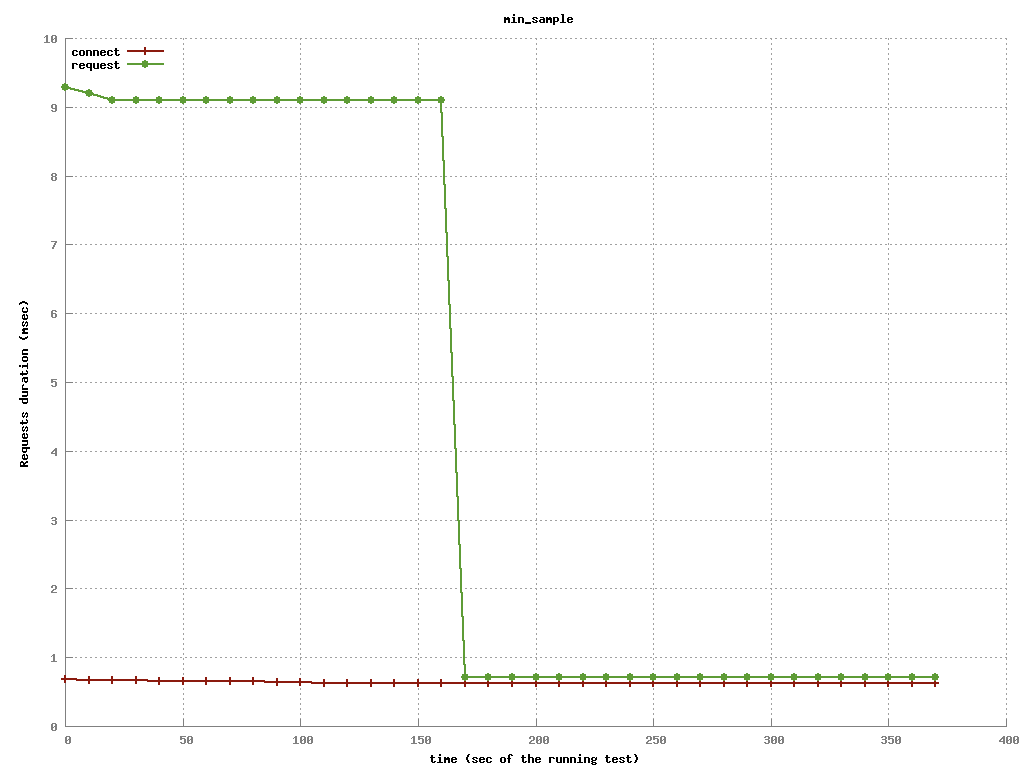 min_sample
10
connect
request
9
8
7
6
5
4
3
2
1
0
Requests duration (msec)
0 50 100 150 200 250 300 350 400
time (sec of the running test)